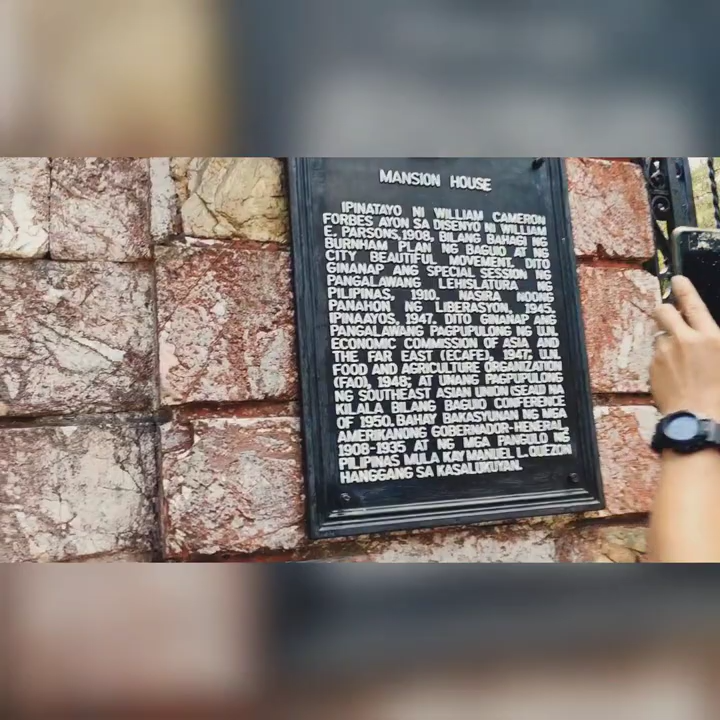 MANSION HOUSE
IPINATAYO NI WILLIAM CAMERON
FORBES AYON SA DISENYO NI WILLIAM
E. PARSONS, 1908, BILANG BAHAGI NG
BURNHAM PLAN NG BAGUIO AT NG
CITY BEAUTIFUL MOVEMENT. DITO
GINANAP ANG SPECIAL SESSION NG
PANGALAWANG LEHISLATURA NG
PILIPINAS, 1910. NASIRA NOONG
PANAHON NG LIBERASYON, 1945.
PINAAYOS, 1947. DITO GINANAP ANG
PANGALAWANG PAGPUPULONG NG U.N.
ECONOMIC COMMISSION OF ASIA AND
THE FAR EAST (ECAFE), 1947; U.N.
FOOD AND AGRICULTURE ORGANIZATION
(FAO), 1948; AT UNANG PAGPUPULONG
NG SOUTHEAST ASIAN UNION (SEAU) NA
KILALA BILANG BAGUIO CONFERENCE
OF 1950. BAHAY BAKASYUNAN NG MGA
AMERIKANONG GOBERNADOR-HENERAL,
1908-1935 AT NG MGA PANGULO NG
PILIPINAS MULA KAY MANUEL L. QUEZON
HANGGANG SA KASALUKUYAN.